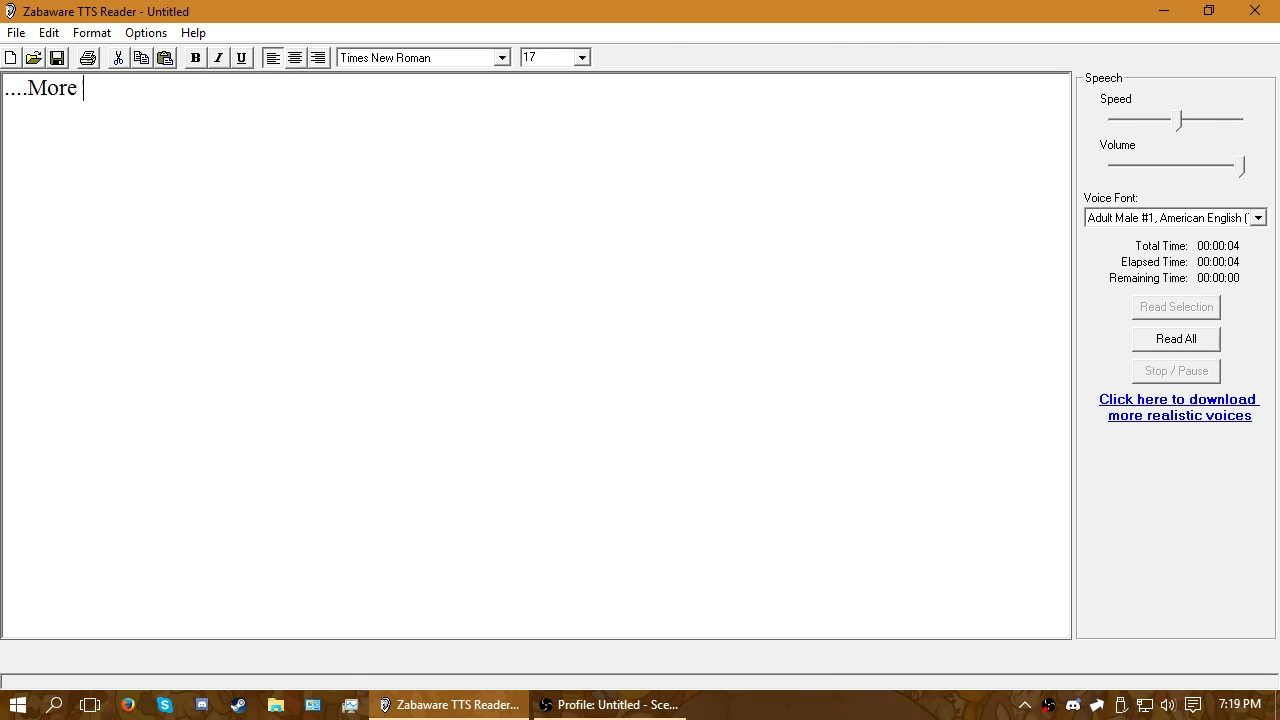 Zabaware TTS Reader - Untitled
File Edit Format Options Help
B I U Times New Roman 17
....More
Speech
Speed
Volume
Voice Font:
Adult Male #1, American English (
Total Time: 00:00:04
Elapsed Time: 00:00:04
Remaining Time: 00:00:00
Read Selection
Read All
Stop / Pause
Click here to download
more realistic voices
Zabaware TTS Reader... Profile: Untitled - Sce... 7:19 PM